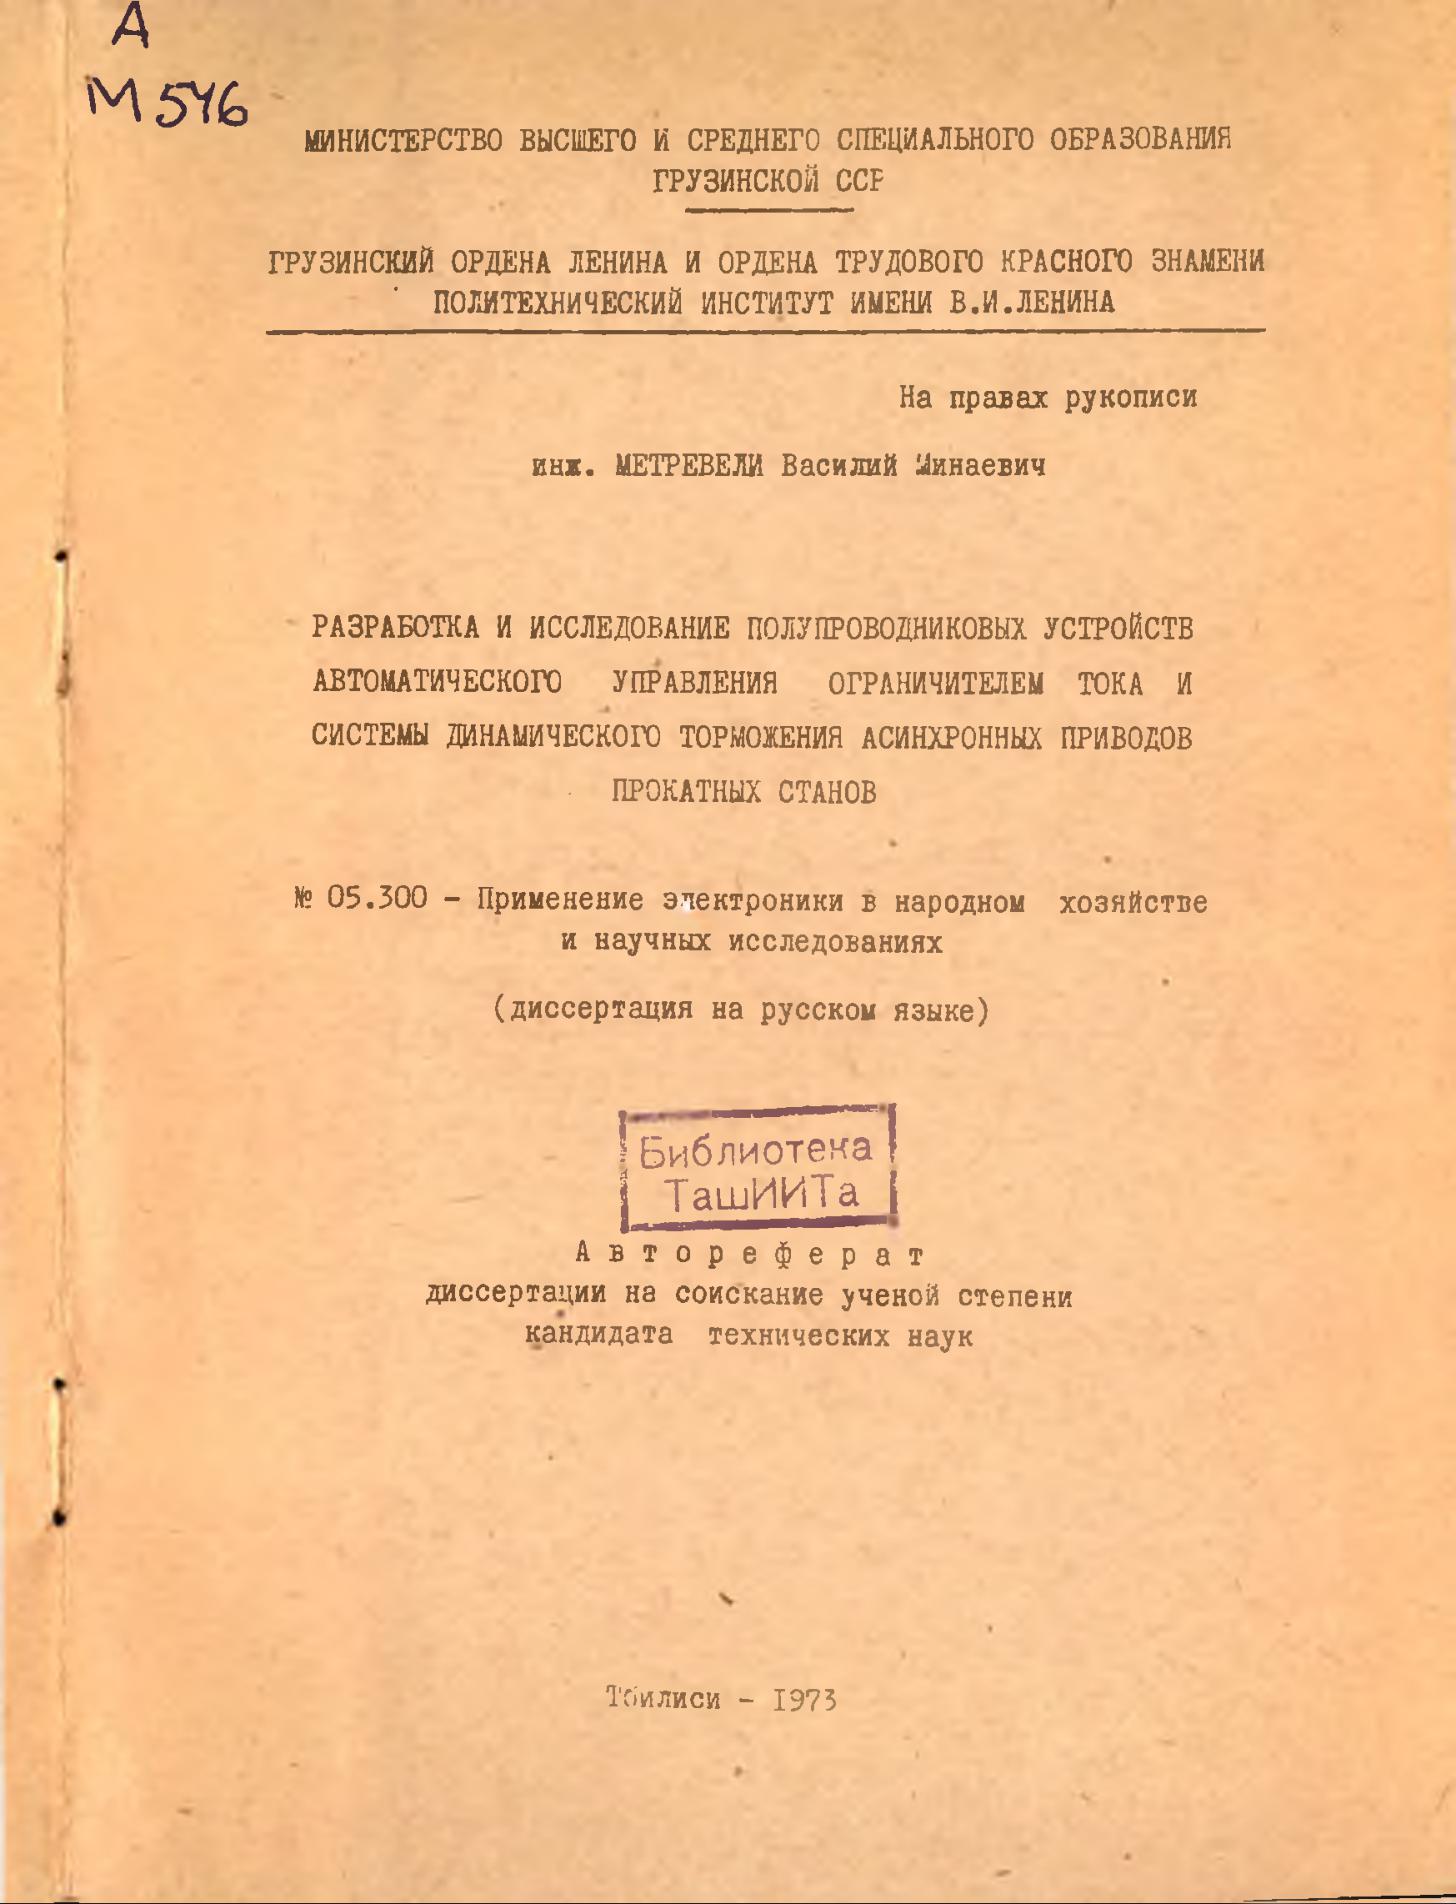 А
М 546
МИНИСТЕРСТВО ВЫСШЕГО И СРЕДНЕГО СПЕЦИАЛЬНОГО ОБРАЗОВАНИЯ
ГРУЗИНСКОЙ ССР
ГРУЗИНСКИЙ ОРДЕНА ЛЕНИНА И ОРДЕНА ТРУДОВОГО КРАСНОГО ЗНАМЕНИ
ПОЛИТЕХНИЧЕСКИЙ ИНСТИТУТ ИМЕНИ В.И.ЛЕНИНА
На правах рукописи
инж. МЕТРЕВЕЛИ Василий
РАЗРАБОТКА И ИССЛЕДОВАНИЕ ПОЛУПРОВОДНИКОВЫХ УСТРОЙСТВ
АВТОМАТИЧЕСКОГО УПРАВЛЕНИЯ ОГРАНИЧИТЕЛЕМ ТОКА И
СИСТЕМЫ ДИНАМИЧЕСКОГО ТОРМОЖЕНИЯ АСИНХРОННЫХ ПРИВОДОВ
ПРОКАТНЫХ СТАНОВ
№ 05.300 - Применение электроники в народном хозяйстве
и научных исследованиях
(диссертация на русском языке)
Библиотека
ТашИИТа
Автореферат
диссертации на соискание ученой степени
кандидата технических наук
Тбилиси - 1973